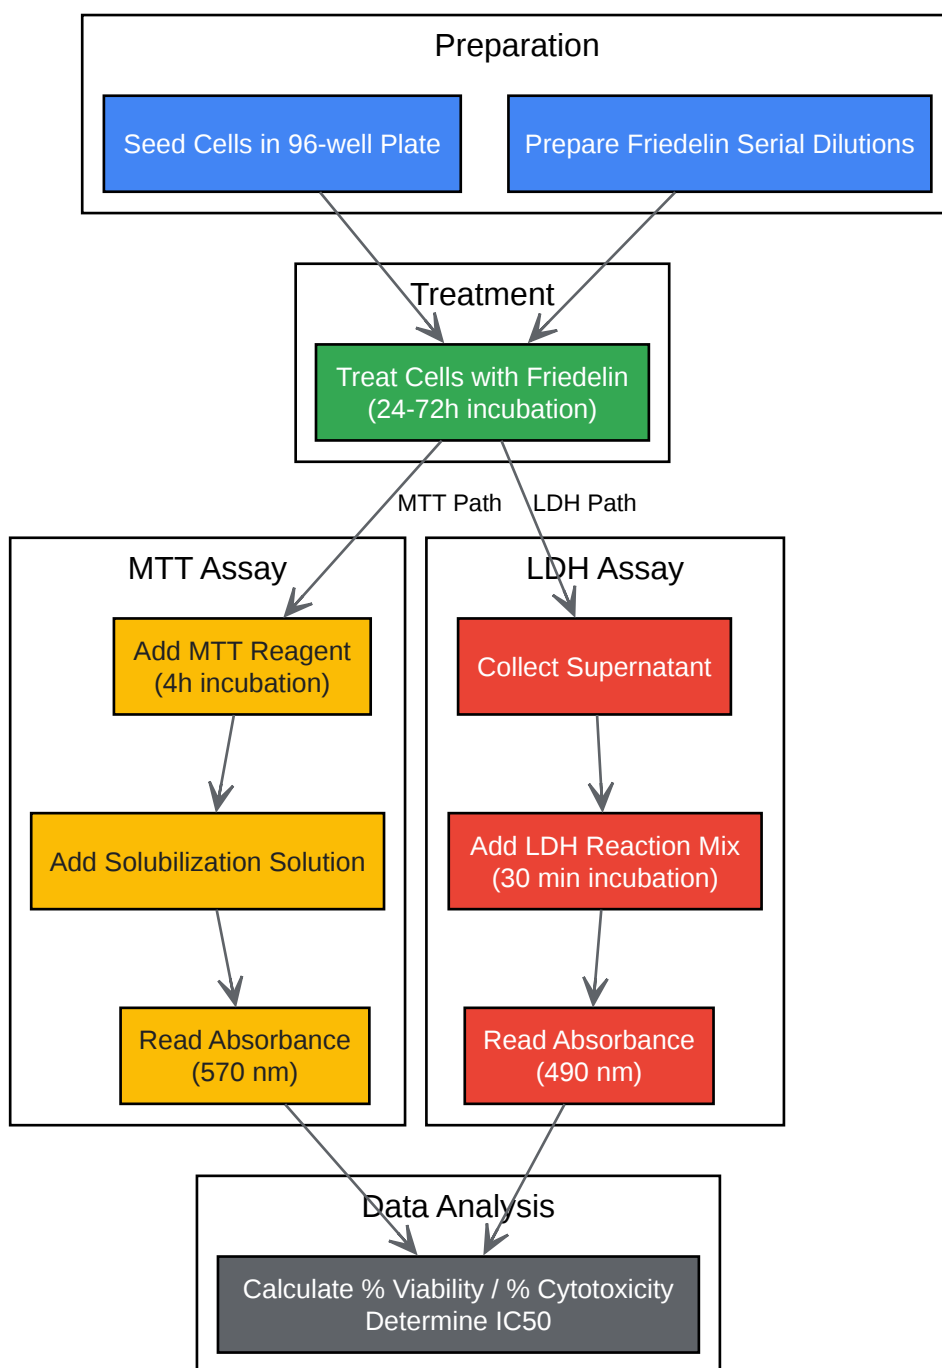 Preparation
Seed Cells in 96-well Plate
Prepare Friedelin Serial Dilutions
Treatment
Treat Cells with Friedelin
(24-72h incubation)
MTT Path
LDH Path
MTT Assay
Add MTT Reagent
(4h incubation)
Add Solubilization Solution
Read Absorbance
(570 nm)
LDH Assay
Collect Supernatant
Add LDH Reaction Mix
(30 min incubation)
Read Absorbance
(490 nm)
Data Analysis
Calculate % Viability / % Cytotoxicity
Determine IC50